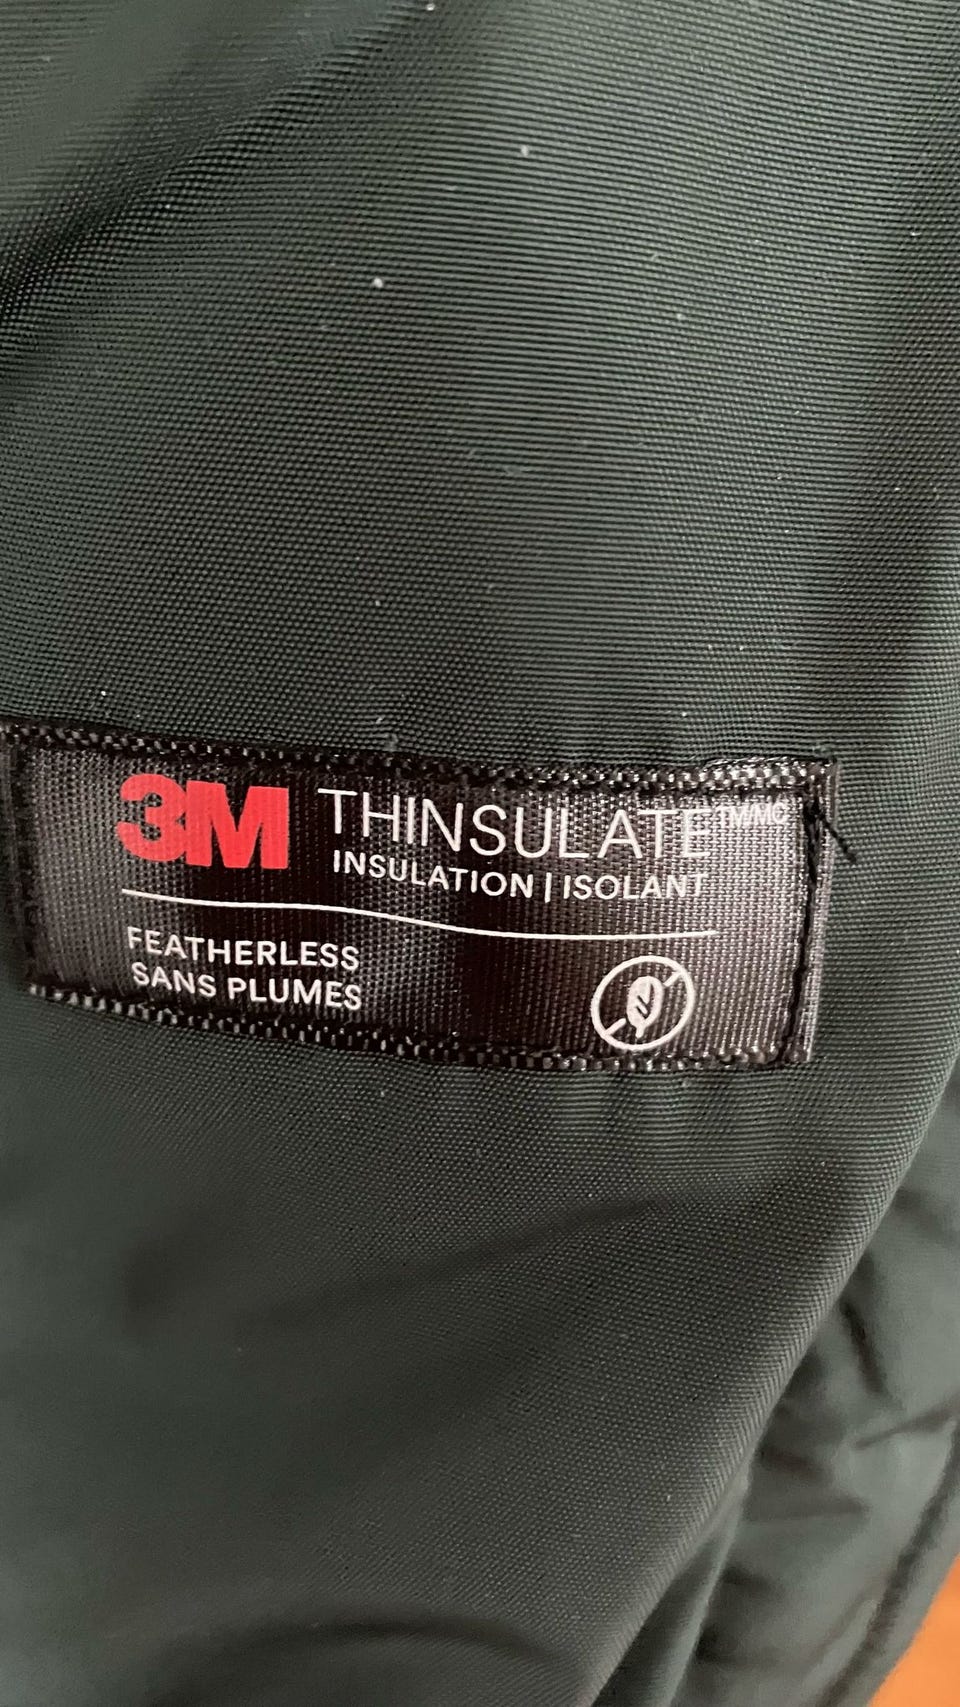 3M THINSULATE™/MC
INSULATION | ISOLANT
FEATHERLESS
SANS PLUMES